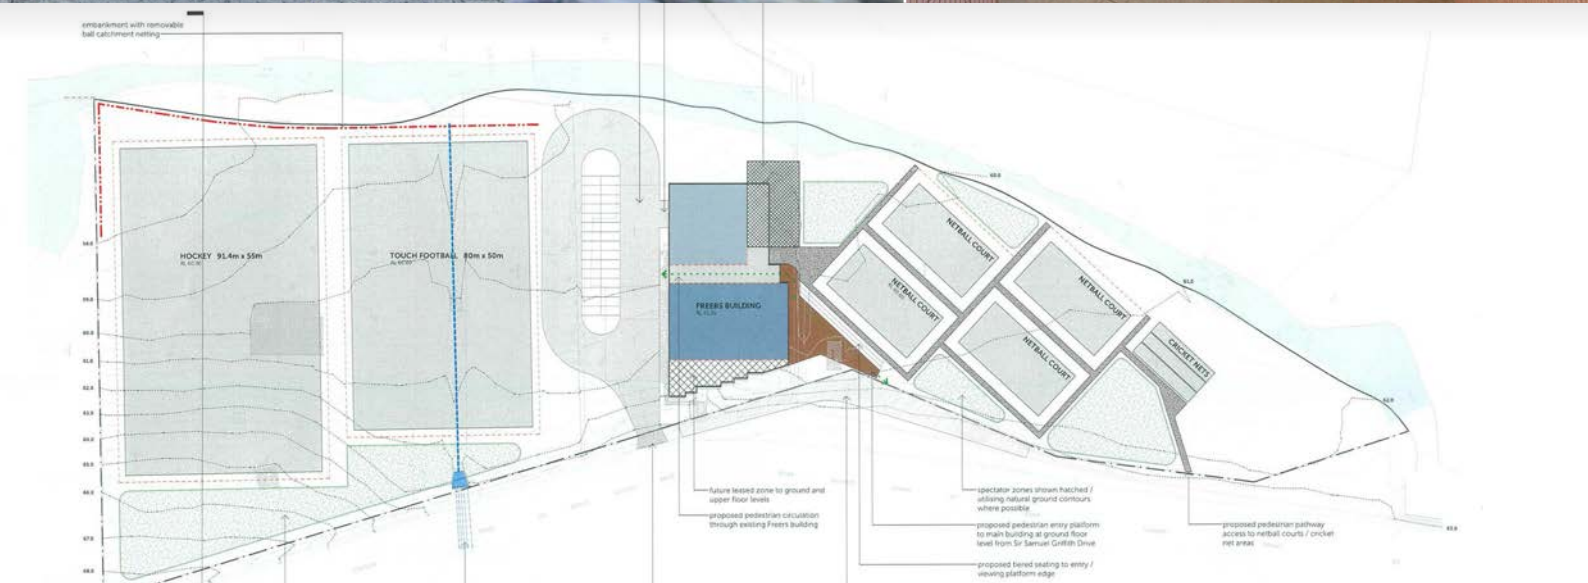 embankment with removable
ball catchment netting
HOCKEY 91.4m x 55m
TOUCH FOOTBALL 80m x 50m
FREERS BUILDING
NETBALL COURT
NETBALL COURT
NETBALL COURT
NETBALL COURT
CRICKET NETS
future leased zone to ground and
upper floor levels
proposed pedestrian circulation
through existing Freers building
spectator zones shown hatched /
utilising natural ground contours
where possible
proposed pedestrian entry platform
to main building at ground floor
level from Sir Samuel Griffith Drive
proposed tiered seating to entry /
viewing platform edge
proposed pedestrian pathway
access to netball courts / cricket
net areas